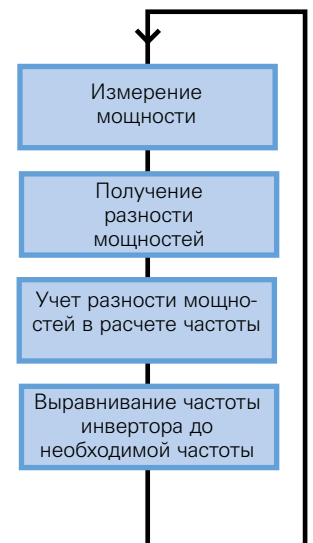 Измерение
мощности
Получение
разности
мощностей
Учет разности мощно-
стей в расчете частоты
Выравнивание частоты
инвертора до
необходимой частоты